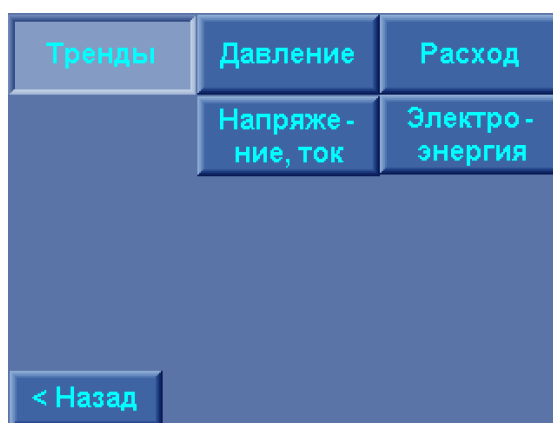 Тренды Давление Расход
Напряже - Электро -
ние, ток энергия
< Назад